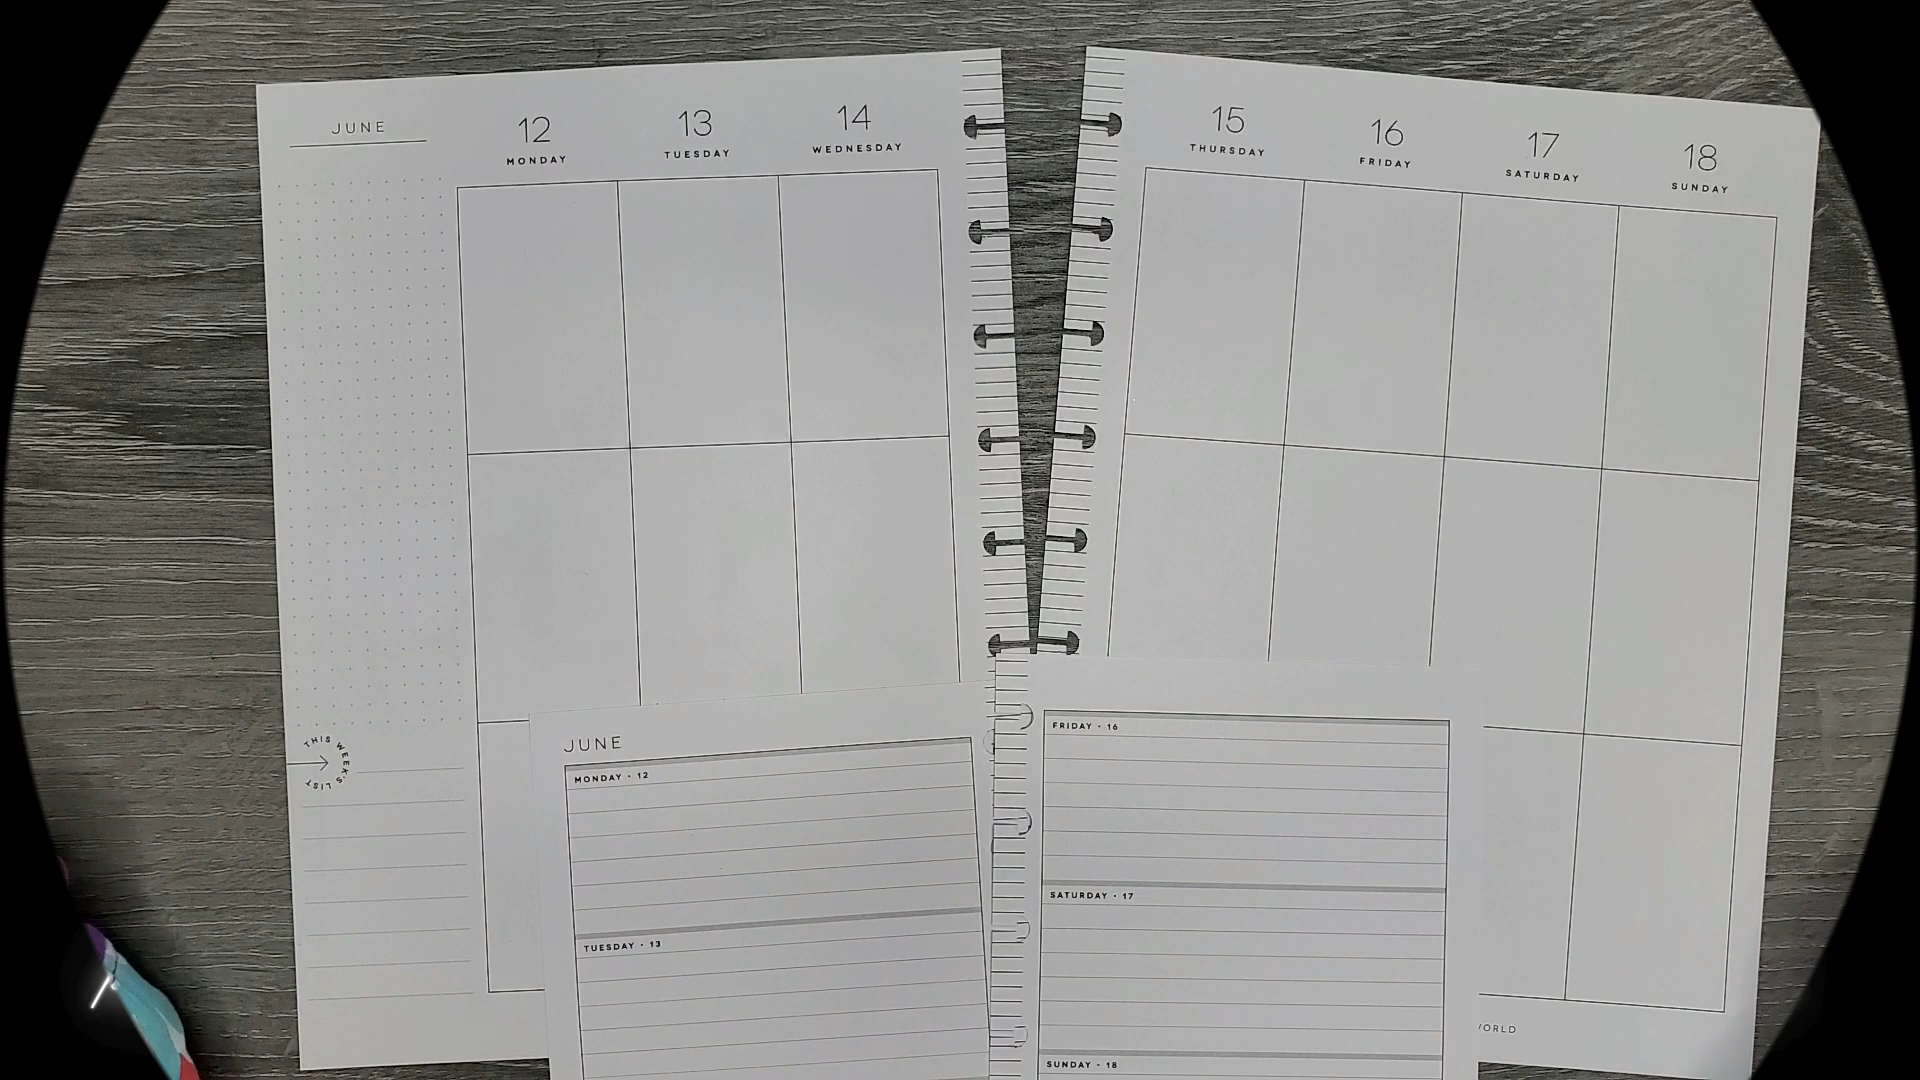 JUNE
12
MONDAY
13
TUESDAY
14
WEDNESDAY
15
THURSDAY
16
FRIDAY
17
SATURDAY
18
SUNDAY
THIS WEEK'S LIST
JUNE
MONDAY · 12
TUESDAY · 13
FRIDAY · 16
SATURDAY · 17
SUNDAY · 18